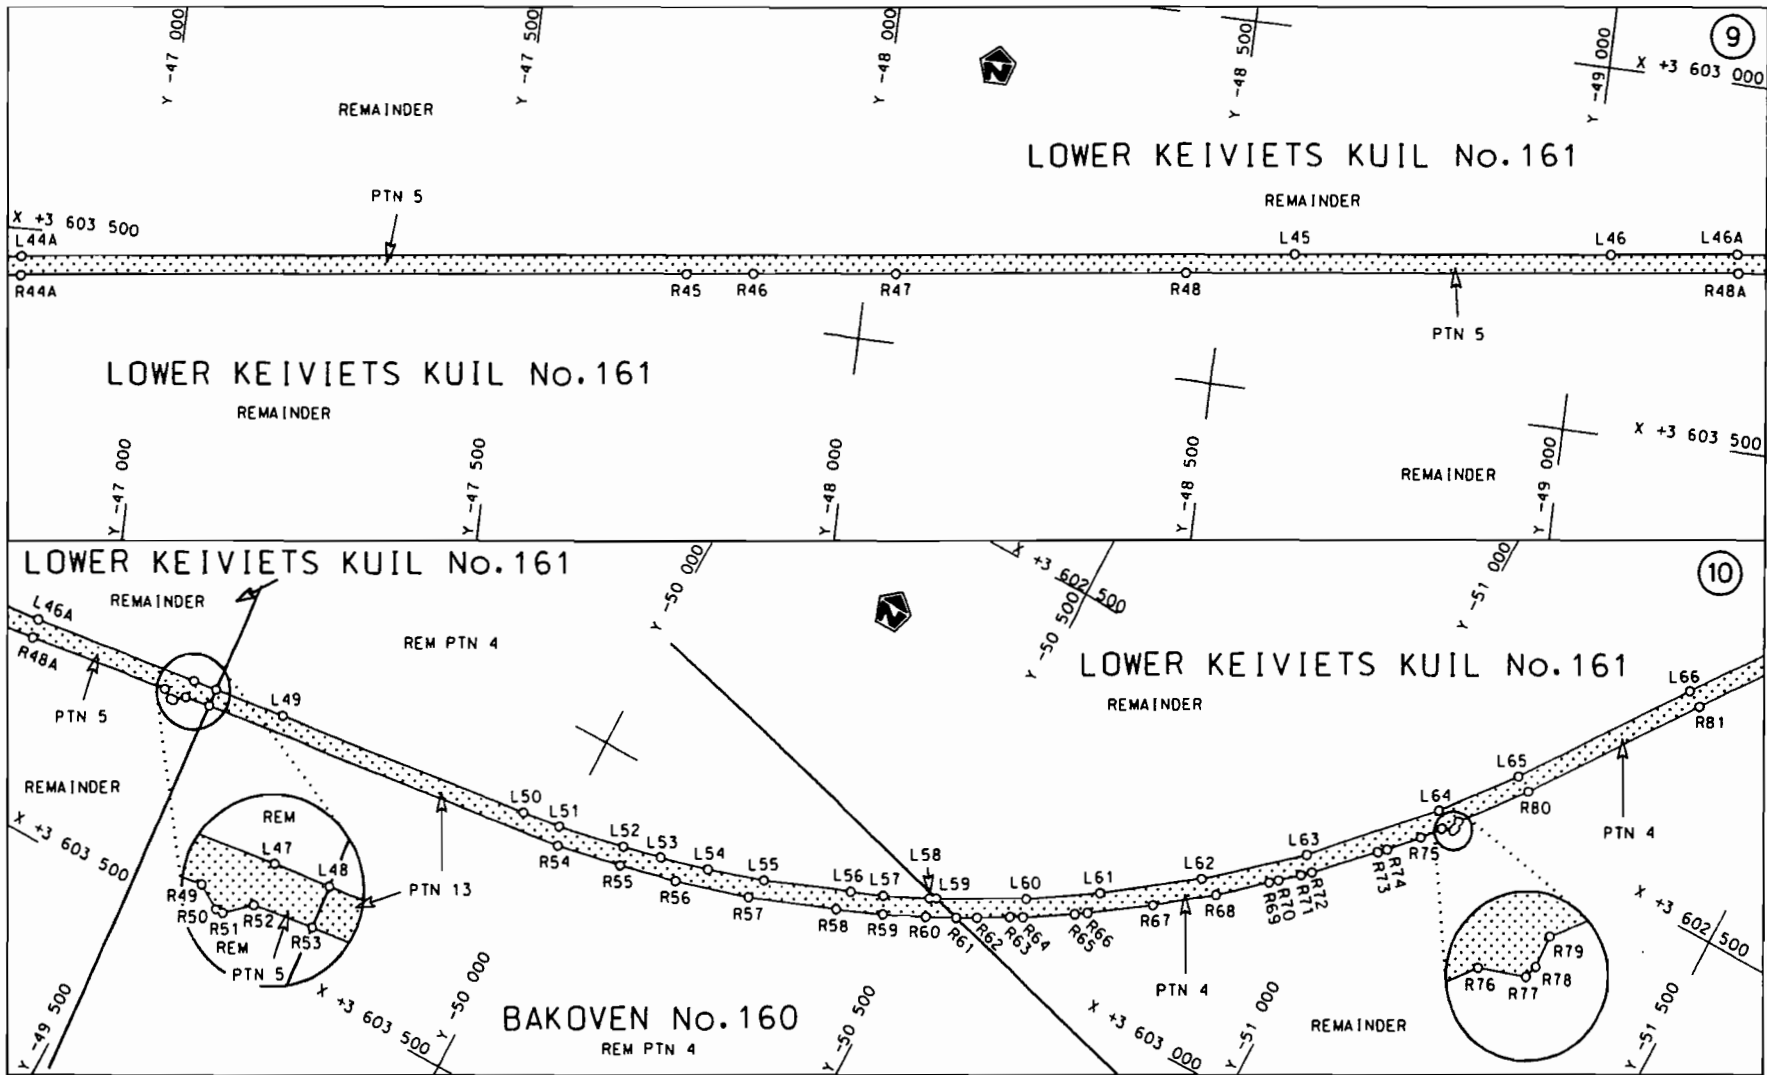 Y -47 000
Y -47 500
Y -48 000
Y -48 500
Y -49 000
X +3 603 000
9
N
REMAINDER
LOWER KEIVIETS KUIL No.161
REMAINDER
PTN 5
X +3 603 500
L44A
L45
L46
L46A
R44A
R45
R46
R47
R48
R48A
PTN 5
LOWER KEIVIETS KUIL No.161
REMAINDER
X +3 603 500
REMAINDER
Y -47 000
Y -47 500
Y -48 000
Y -48 500
Y -49 000
LOWER KEIVIETS KUIL No.161
REMAINDER
10
N
L46A
R48A
PTN 5
REM PTN 4
Y -50 000
X +3 602 500
Y -50 500
Y -51 000
LOWER KEIVIETS KUIL No.161
REMAINDER
L49
L50
L51
L52
L53
L54
L55
L56
L57
L58
L59
L60
L61
L62
L63
L64
L65
L66
R54
R55
R56
R57
R58
R59
R60
R61
R62
R63
R64
R65
R66
R67
R68
R69
R70
R71
R72
R73
R74
R75
R80
R81
PTN 4
REMAINDER
X +3 603 500
REM
L47
L48
R49
R50
R51
R52
R53
REM
PTN 5
PTN 13
Y -49 500
X +3 603 500
Y -50 000
BAKOVEN No.160
REM PTN 4
Y -50 500
PTN 4
X +3 603 000
Y -51 000
REMAINDER
R76
R77
R78
R79
X +3 602 500
Y -51 500